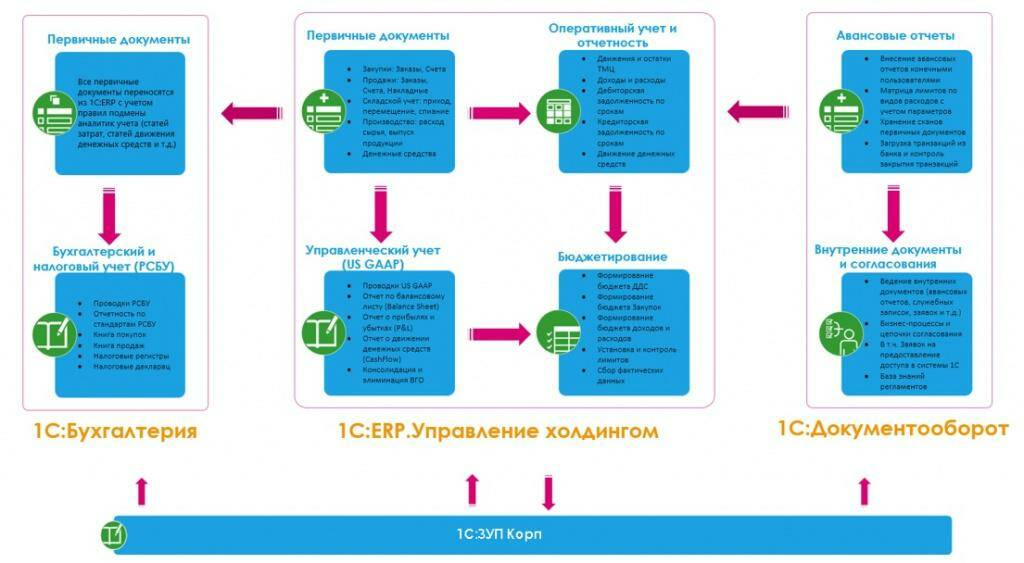 Первичные документы
Все первичные
документы переносятся
из 1С:ERP с учетом
правил подмены
аналитик учета (статей
затрат, статей движения
денежных средств и т.д.)
Бухгалтерский и
налоговый учет (РСБУ)
Проводки РСБУ
Отчетность по
стандартам РСБУ
Книга покупок
Книга продаж
Налоговые регистры
Налоговые декларац
1С:Бухгалтерия
Первичные документы
Закупки: Заказы, Счета
Продажи: Заказы,
Счета, Накладные
Складской учет: приход,
перемещение, списание
Производство: расход
сырья, выпуск
продукции
Денежные средства
Оперативный учет и
отчетность
Движения и остатки
ТМЦ
Доходы и расходы
Дебиторская
задолженность по
срокам
Кредиторская
задолженность по
срокам
Движение денежных
средств
Управленческий учет
(US GAAP)
Проводки US GAAP
Отчет по балансовому
листу (Balance Sheet)
Отчет о прибылях и
убытках (P&L)
Отчет о движении
денежных средств
(Cashflow)
Консолидация и
элиминация ВГО
Бюджетирование
Формирование
бюджета ДДС
Формирование
бюджета Закупок
Формирование
бюджета доходов и
расходов
Установка и контроль
лимитов
Сбор фактических
данных
1С:ERP.Управление холдингом
Авансовые отчеты
Внесение авансовых
отчетов конечными
пользователями
Матрица лимитов по
видам расходов с
учетом параметров
Хранение сканов
первичных документов
Загрузка транзакций из
банка и контроль
закрытия транзакций
Внутренние документы
и согласования
Ведение внутренних
документов (авансовых
отчетов, служебных
записок, заявок и т.д.)
Бизнес-процессы и
цепочки согласования
В т.ч. Заявок на
предоставление
доступа в системы 1С
База знаний
регламентов
1С:Документооборот
1С:ЗУП Корп